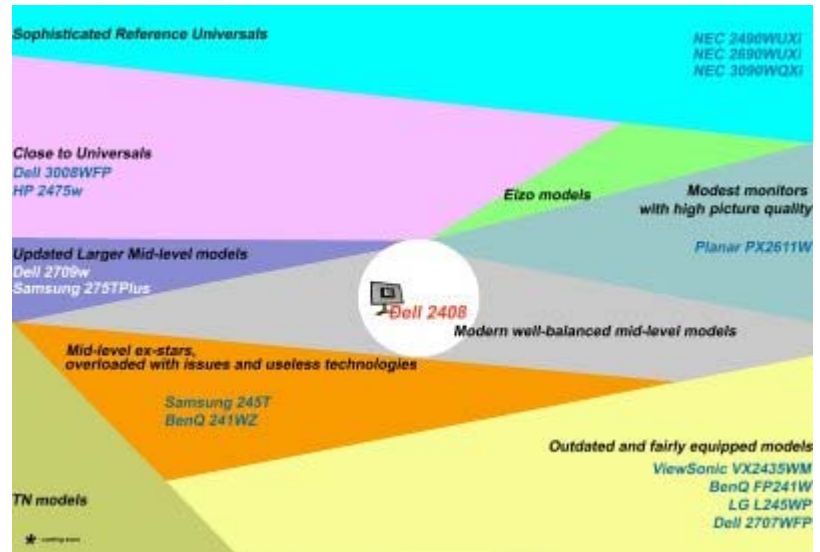 Sophisticated Reference Universals
NEC 2490WUXi
NEC 2690WUXi
NEC 3090WQXi
Close to Universals
Dell 3008WFP
HP 2475w
Eizo models
Modest monitors
with high picture quality
Planar PX2611W
Updated Larger Mid-level models
Dell 2709w
Samsung 275TPlus
Dell 2408
Modern well-balanced mid-level models
Mid-level ex-stars,
overloaded with issues and useless technologies
Samsung 245T
BenQ 241WZ
Outdated and fairly equipped models
ViewSonic VX2435WM
BenQ FP241W
LG L245WP
Dell 2707WFP
TN models